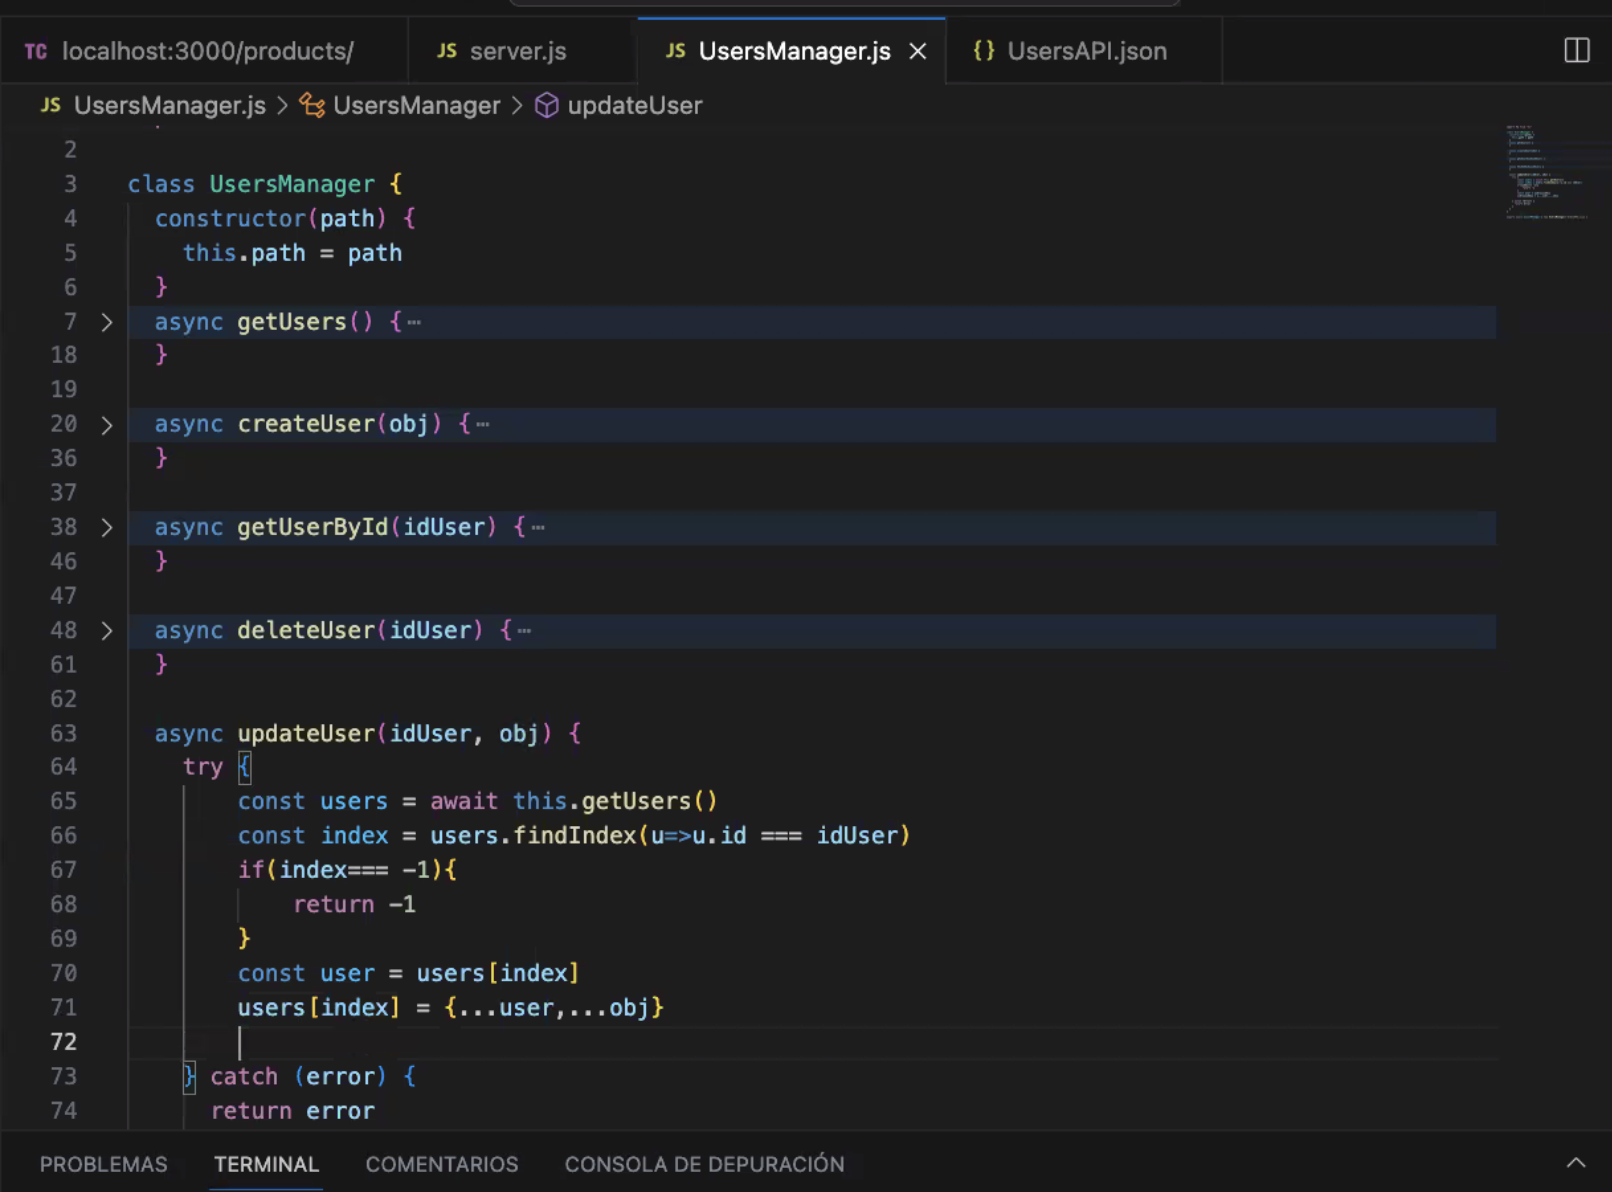 TC localhost:3000/products/
JS server.js
JS UsersManager.js
{} UsersAPI.json
JS UsersManager.js > UsersManager > updateUser
2
3 class UsersManager {
4 constructor(path) {
5 this.path = path
6 }
7 async getUsers() {⋯
18 }
19
20 async createUser(obj) {⋯
36 }
37
38 async getUserById(idUser) {⋯
46 }
47
48 async deleteUser(idUser) {⋯
61 }
62
63 async updateUser(idUser, obj) {
64 try {
65 const users = await this.getUsers()
66 const index = users.findIndex(u=>u.id === idUser)
67 if(index=== -1){
68 return -1
69 }
70 const user = users[index]
71 users[index] = {...user,...obj}
72
73 } catch (error) {
74 return error
PROBLEMAS TERMINAL COMENTARIOS CONSOLA DE DEPURACIÓN